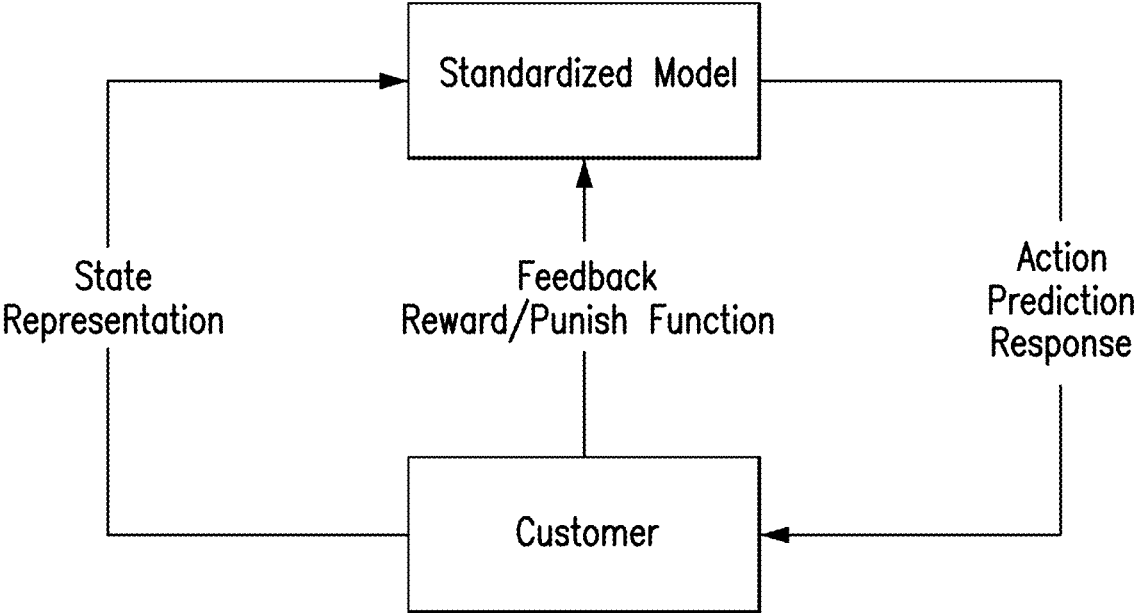 Standardized Model
State
Representation
Feedback
Reward/Punish Function
Action
Prediction
Response
Customer